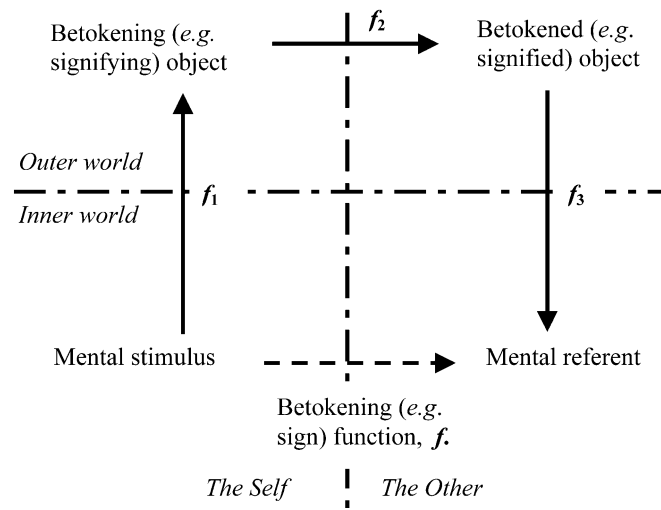 Betokening (e.g.
signifying) object
f2
Betokened (e.g.
signified) object
Outer world
f1
f3
Inner world
Mental stimulus
Mental referent
Betokening (e.g.
sign) function, f.
The Self
The Other